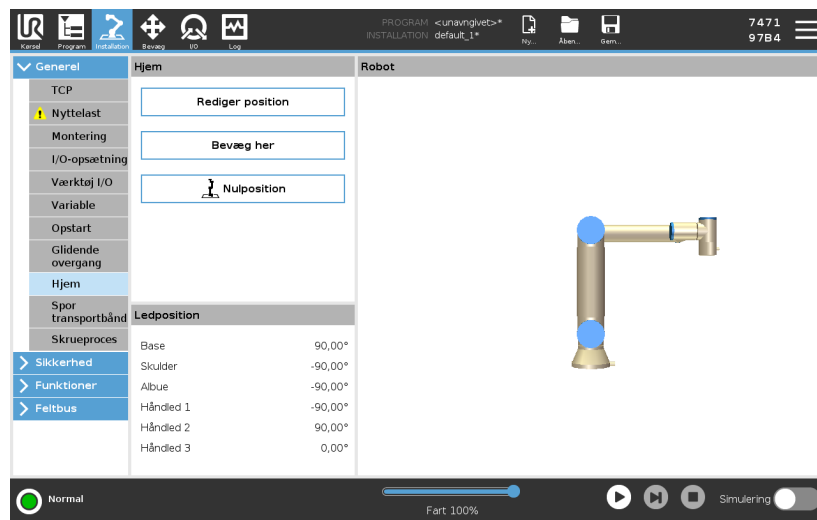 UR
Kørsel
Program
Installation
Bevæg
I/O
Log
PROGRAM <unavngivet>*
INSTALLATION default_1*
Ny...
Åben...
Gem...
7471
97B4
Generel
TCP
Nyttelast
Montering
I/O-opsætning
Værktøj I/O
Variable
Opstart
Glidende
overgang
Hjem
Spor
transportbånd
Skrueproces
Sikkerhed
Funktioner
Feltbus
Hjem
Rediger position
Bevæg her
Nulposition
Ledposition
Base 90,00°
Skulder -90,00°
Albue -90,00°
Håndled 1 -90,00°
Håndled 2 90,00°
Håndled 3 0,00°
Robot
Normal
Fart 100%
Simulering